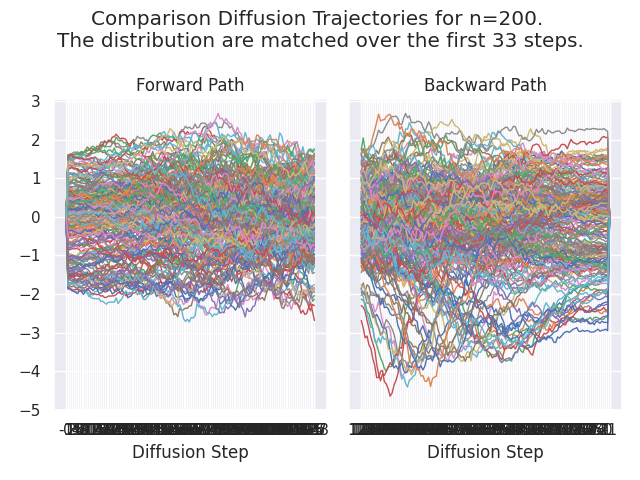 Comparison Diffusion Trajectories for n=200.
The distribution are matched over the first 33 steps.
Forward Path
Backward Path
3
2
1
0
−1
−2
−3
−4
−5
Diffusion Step
Diffusion Step